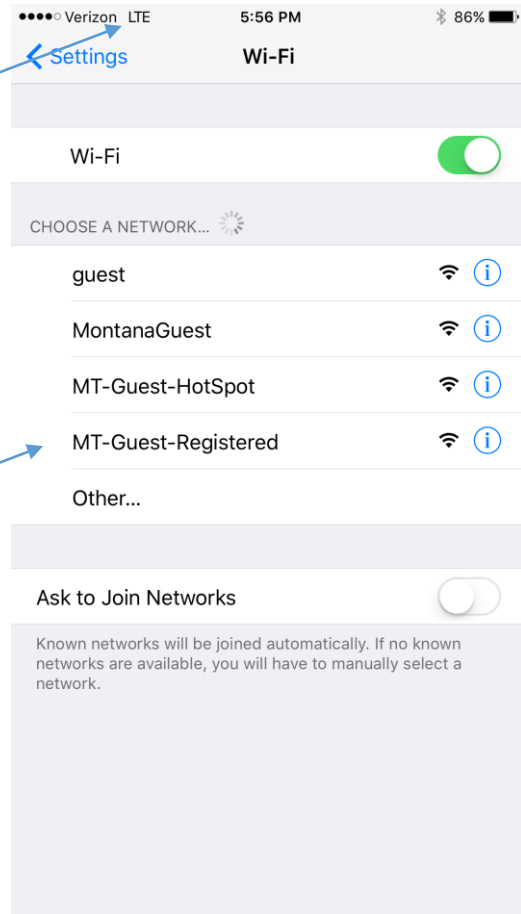 Verizon LTE 5:56 PM 86%
Settings Wi-Fi
Wi-Fi
CHOOSE A NETWORK...
guest
MontanaGuest
MT-Guest-HotSpot
MT-Guest-Registered
Other...
Ask to Join Networks
Known networks will be joined automatically. If no known
networks are available, you will have to manually select a
network.